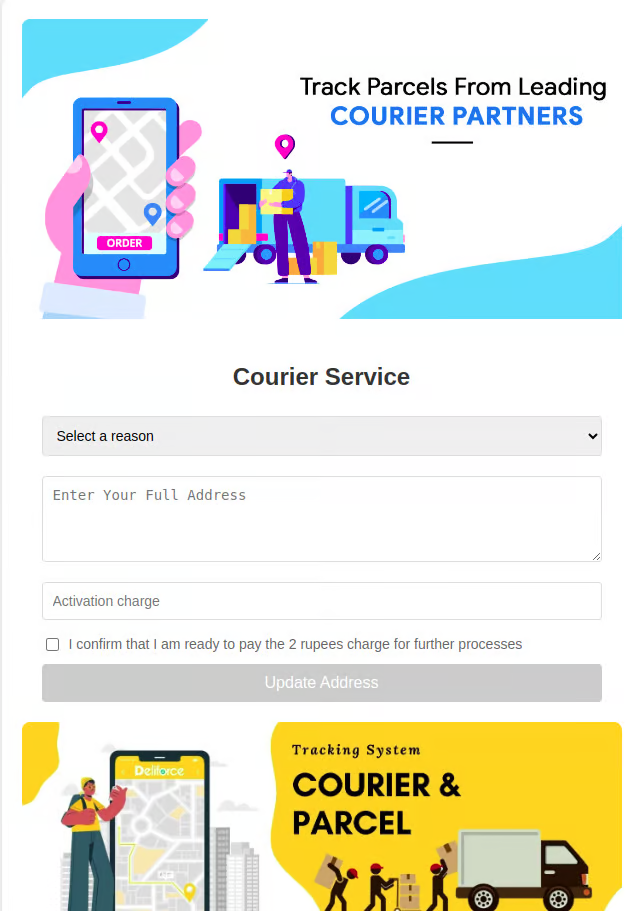 Track Parcels From Leading
COURIER PARTNERS
ORDER
Courier Service
Select a reason
Enter Your Full Address
Activation charge
I confirm that I am ready to pay the 2 rupees charge for further processes
Update Address
Deliforce
Tracking System
COURIER &
PARCEL